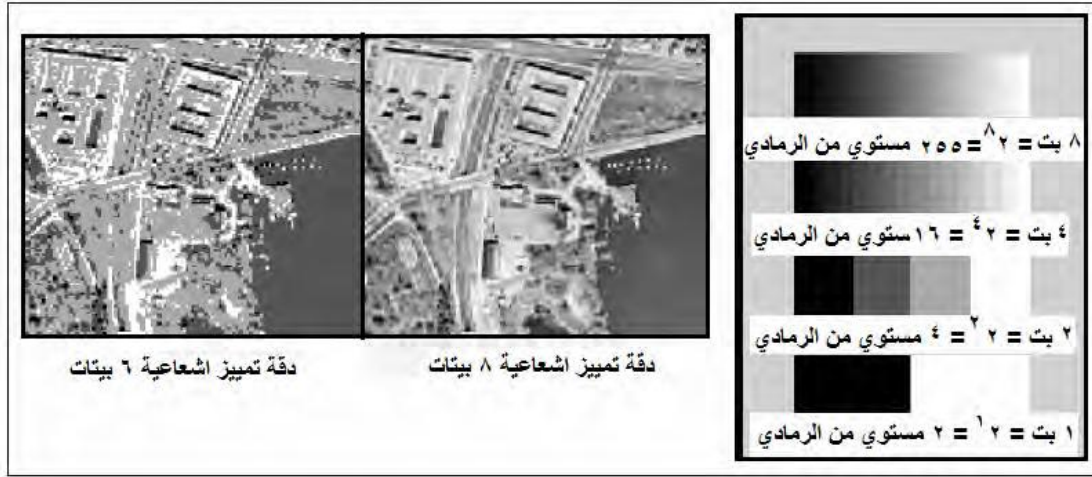 ٨ بت = ٢^٨ = ٢٥٥ مستوي من الرمادي
٤ بت = ٢^٤ = ١٦ ستوي من الرمادي
٢ بت = ٢^٢ = ٤ مستوي من الرمادي
١ بت = ٢^١ = ٢ مستوي من الرمادي
دقة تمييز اشعاعية ٨ بيتات
دقة تمييز اشعاعية ٦ بيتات